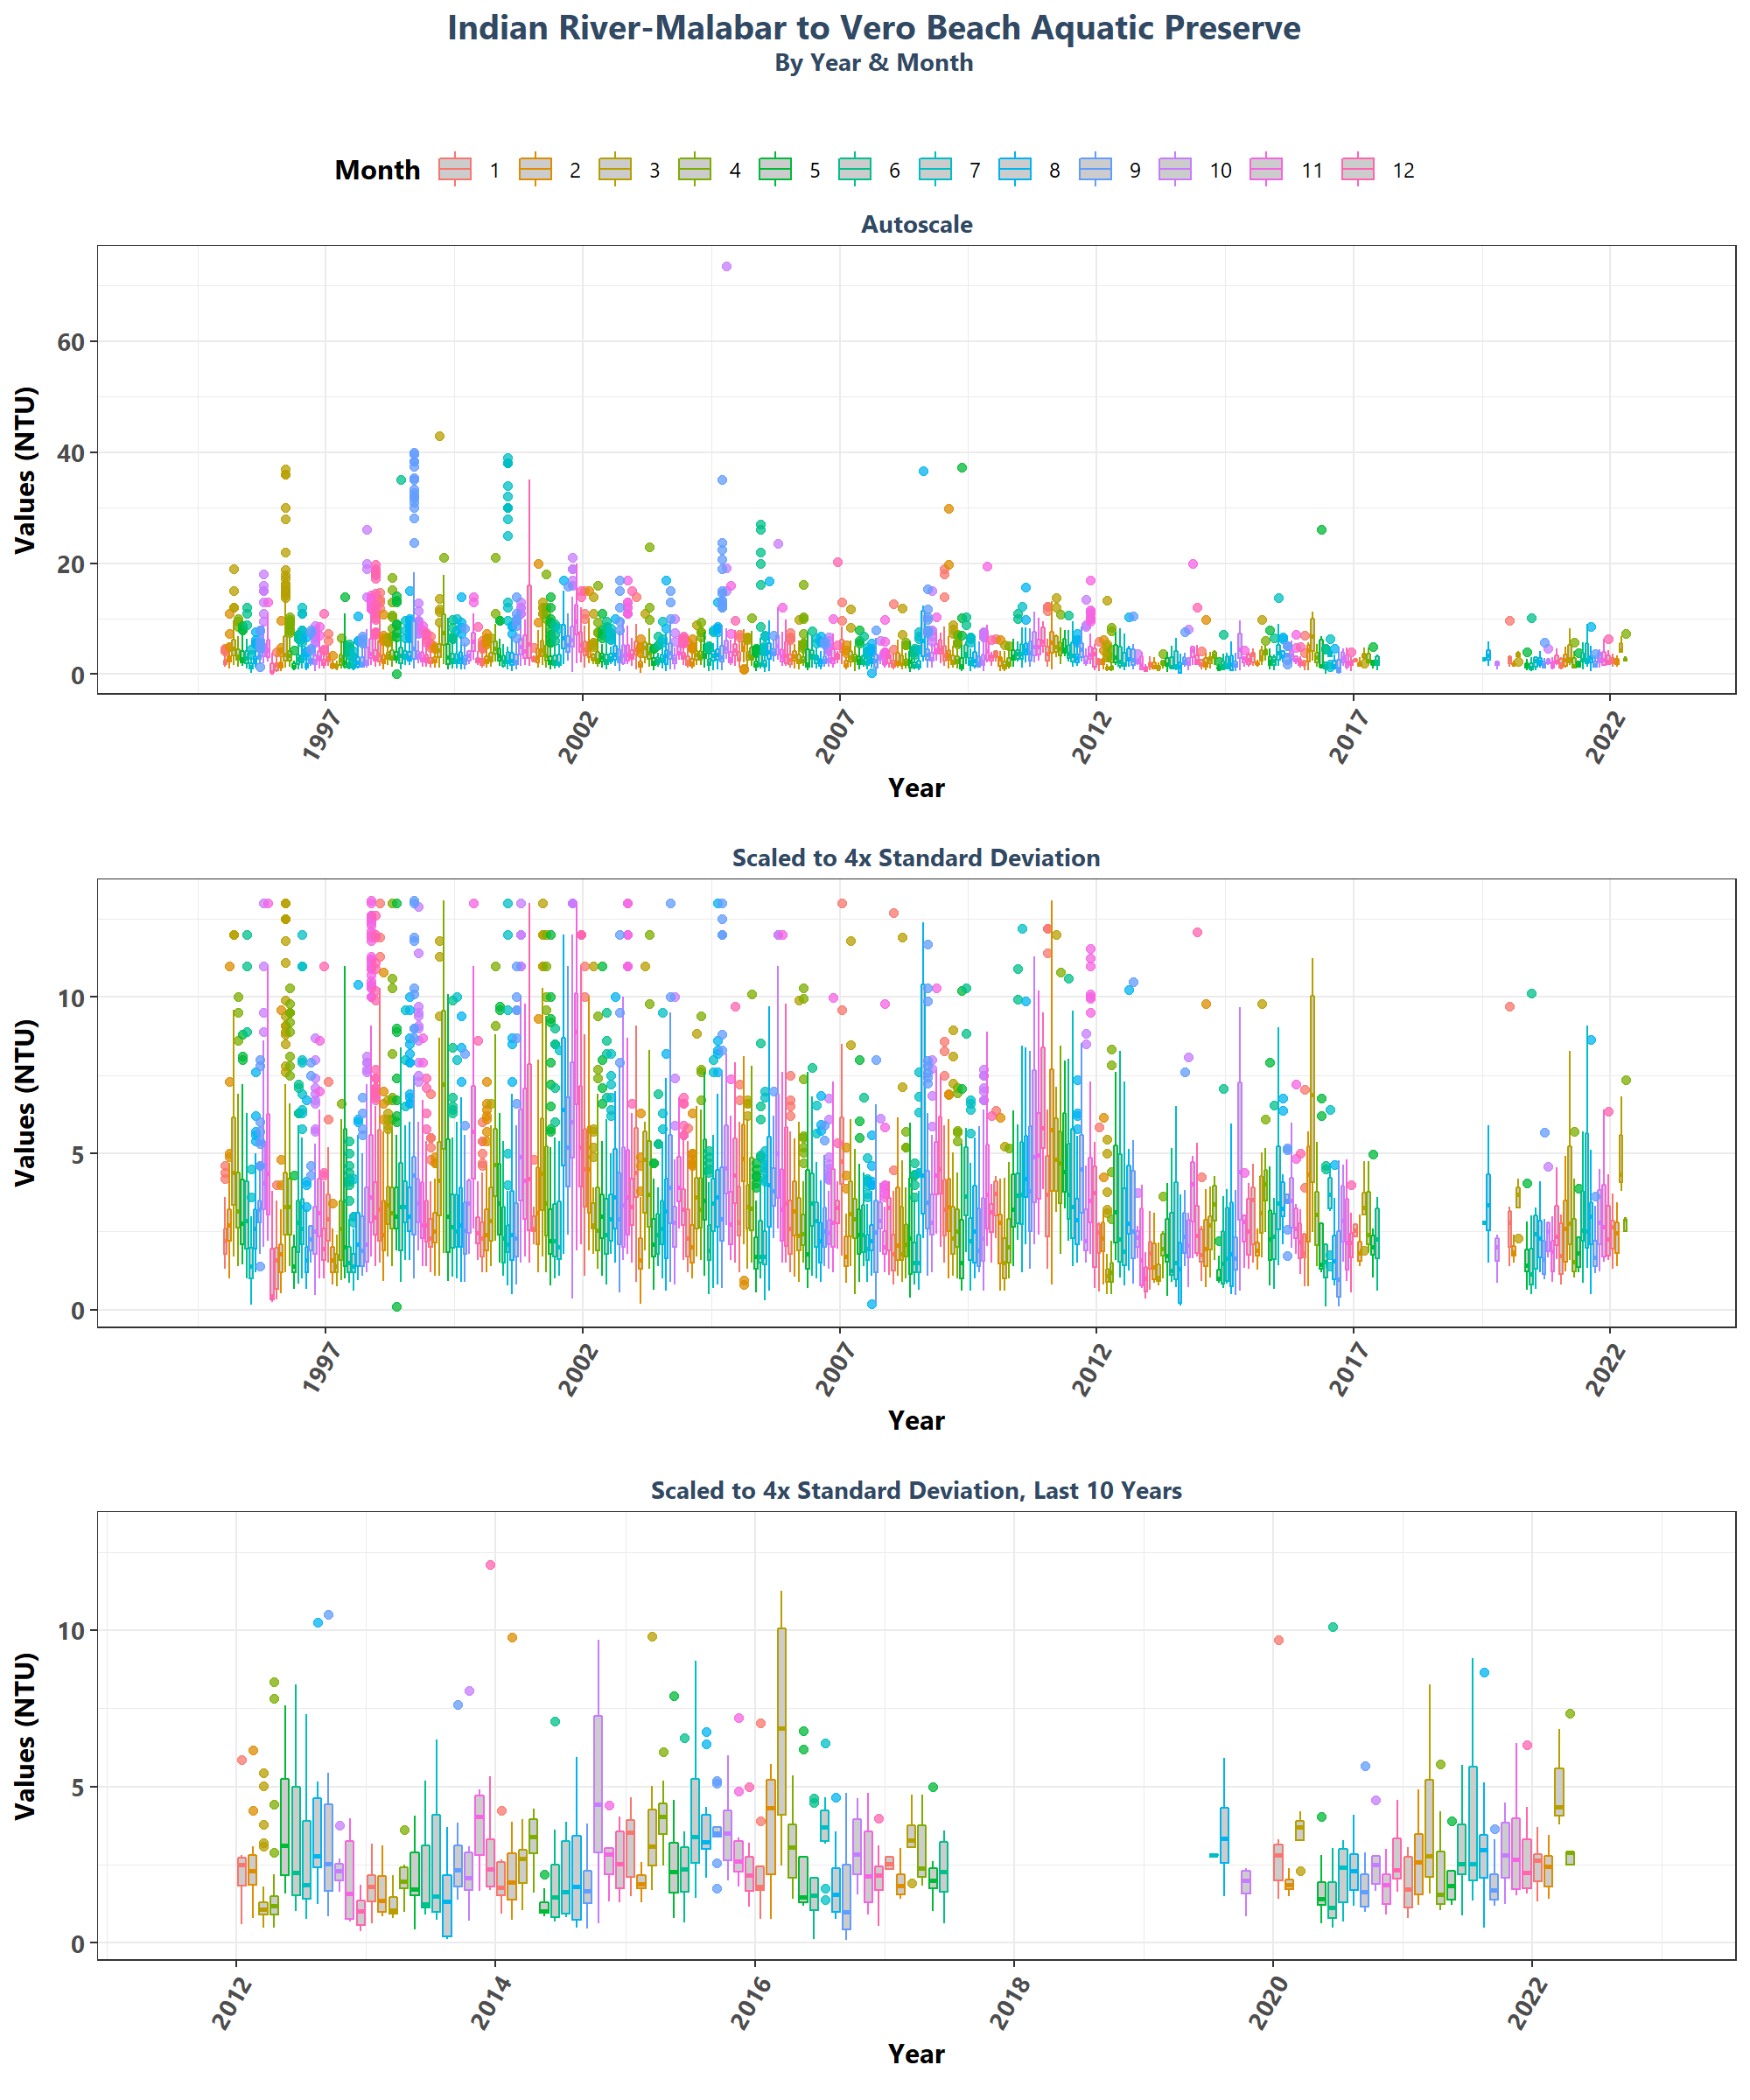 Indian River-Malabar to Vero Beach Aquatic Preserve
By Year & Month
Month 1 2 3 4 5 6 7 8 9 10 11 12
Autoscale
Values (NTU)
60
40
20
0
1997 2002 2007 2012 2017 2022
Year
Scaled to 4x Standard Deviation
Values (NTU)
10
5
0
1997 2002 2007 2012 2017 2022
Year
Scaled to 4x Standard Deviation, Last 10 Years
Values (NTU)
10
5
0
2012 2014 2016 2018 2020 2022
Year